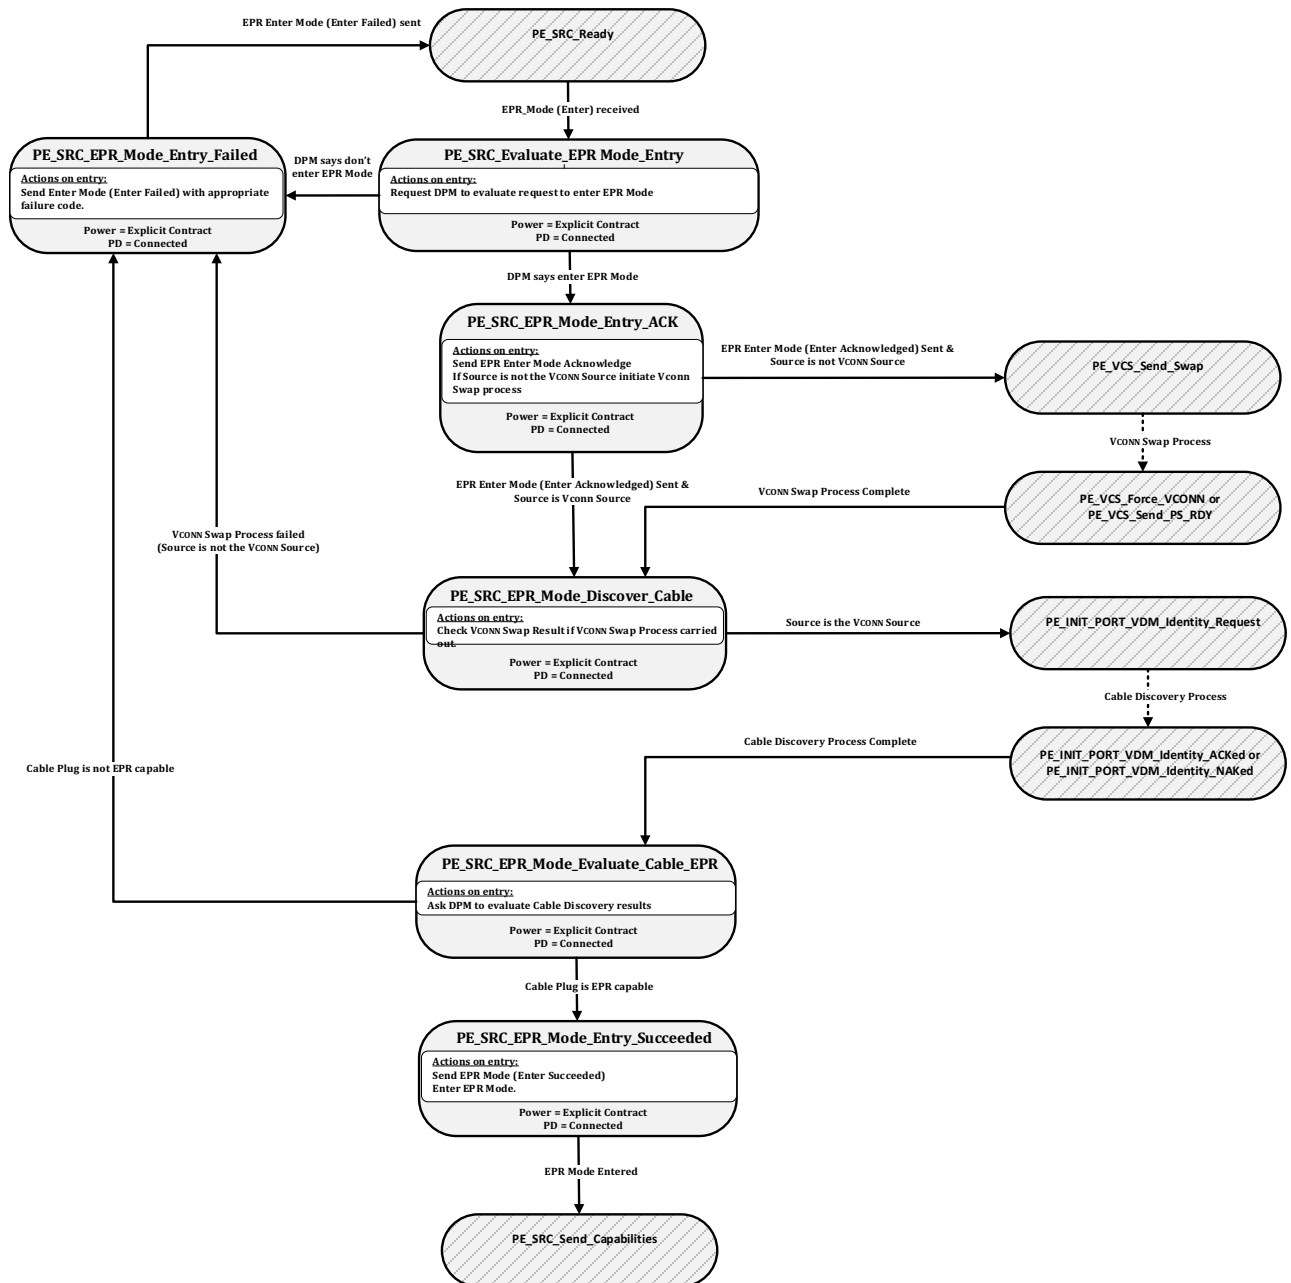 EPR Enter Mode (Enter Failed) sent
PE_SRC_Ready
EPR_Mode (Enter) received
PE_SRC_EPR_Mode_Entry_Failed
Actions on entry:
Send Enter Mode (Enter Failed) with appropriate
failure code.
Power = Explicit Contract
PD = Connected
DPM says don't
enter EPR Mode
PE_SRC_Evaluate_EPR Mode_Entry
Actions on entry:
Request DPM to evaluate request to enter EPR Mode
Power = Explicit Contract
PD = Connected
DPM says enter EPR Mode
PE_SRC_EPR_Mode_Entry_ACK
Actions on entry:
Send EPR Enter Mode Acknowledge
If Source is not the VCONN Source initiate Vconn
Swap process
Power = Explicit Contract
PD = Connected
EPR Enter Mode (Enter Acknowledged) Sent &
Source is not VCONN Source
PE_VCS_Send_Swap
VCONN Swap Process
EPR Enter Mode (Enter Acknowledged) Sent &
Source is Vconn Source
VCONN Swap Process Complete
PE_VCS_Force_VCONN or
PE_VCS_Send_PS_RDY
VCONN Swap Process failed
(Source is not the VCONN Source)
PE_SRC_EPR_Mode_Discover_Cable
Actions on entry:
Check VCONN Swap Result if VCONN Swap Process carried
out.
Power = Explicit Contract
PD = Connected
Source is the VCONN Source
PE_INIT_PORT_VDM_Identity_Request
Cable Discovery Process
Cable Discovery Process Complete
PE_INIT_PORT_VDM_Identity_ACKed or
PE_INIT_PORT_VDM_Identity_NAKed
Cable Plug is not EPR capable
PE_SRC_EPR_Mode_Evaluate_Cable_EPR
Actions on entry:
Ask DPM to evaluate Cable Discovery results
Power = Explicit Contract
PD = Connected
Cable Plug is EPR capable
PE_SRC_EPR_Mode_Entry_Succeeded
Actions on entry:
Send EPR Mode (Enter Succeeded)
Enter EPR Mode.
Power = Explicit Contract
PD = Connected
EPR Mode Entered
PE_SRC_Send_Capabilities